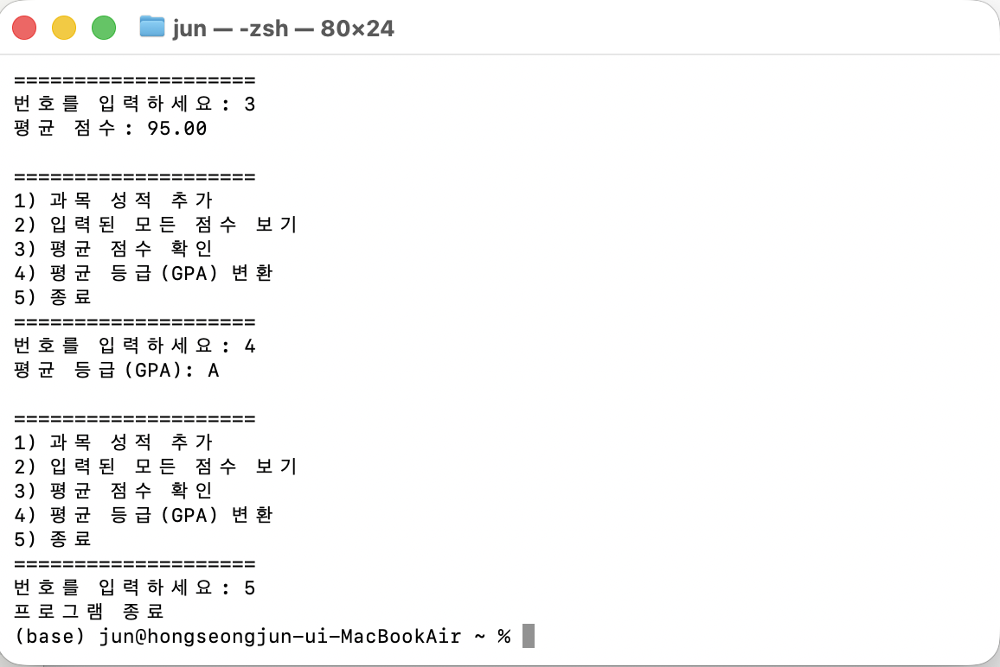 jun — -zsh — 80×24
====================
번호를 입력하세요: 3
평균 점수: 95.00
====================
1) 과목 성적 추가
2) 입력된 모든 점수 보기
3) 평균 점수 확인
4) 평균 등급(GPA) 변환
5) 종료
====================
번호를 입력하세요: 4
평균 등급(GPA): A
====================
1) 과목 성적 추가
2) 입력된 모든 점수 보기
3) 평균 점수 확인
4) 평균 등급(GPA) 변환
5) 종료
====================
번호를 입력하세요: 5
프로그램 종료
(base) jun@hongseongjun-ui-MacBookAir ~ %